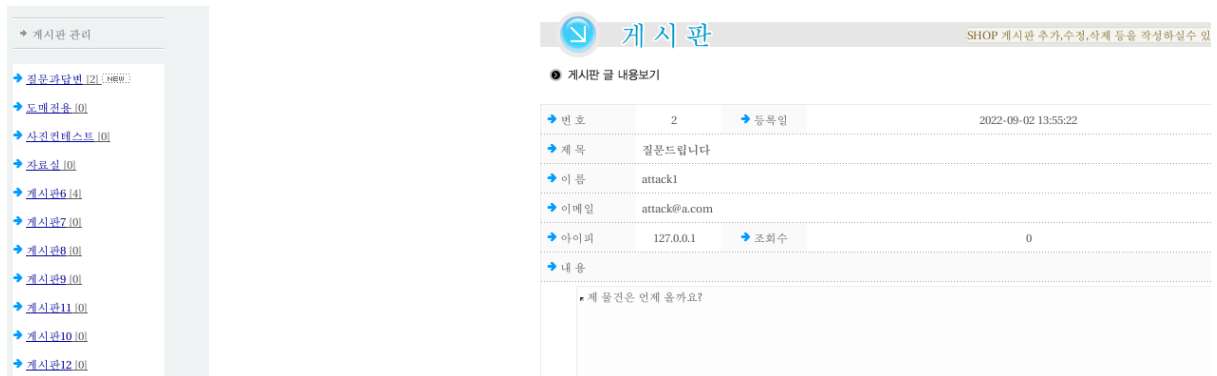 게시판 관리
질문과답변 [2] NEW
도매전용 [0]
사진컨테스트 [0]
자료실 [0]
게시판6 [4]
게시판7 [0]
게시판8 [0]
게시판9 [0]
게시판11 [0]
게시판10 [0]
게시판12 [0]
게시판
SHOP 게시판 추가,수정,삭제 등을 작성하실수 있
게시판 글 내용보기
번 호 2 등록일 2022-09-02 13:55:22
제 목 질문드립니다
이 름 attack1
이메일 attack@a.com
아이피 127.0.0.1 조회수 0
내 용
제 물건은 언제 올까요?